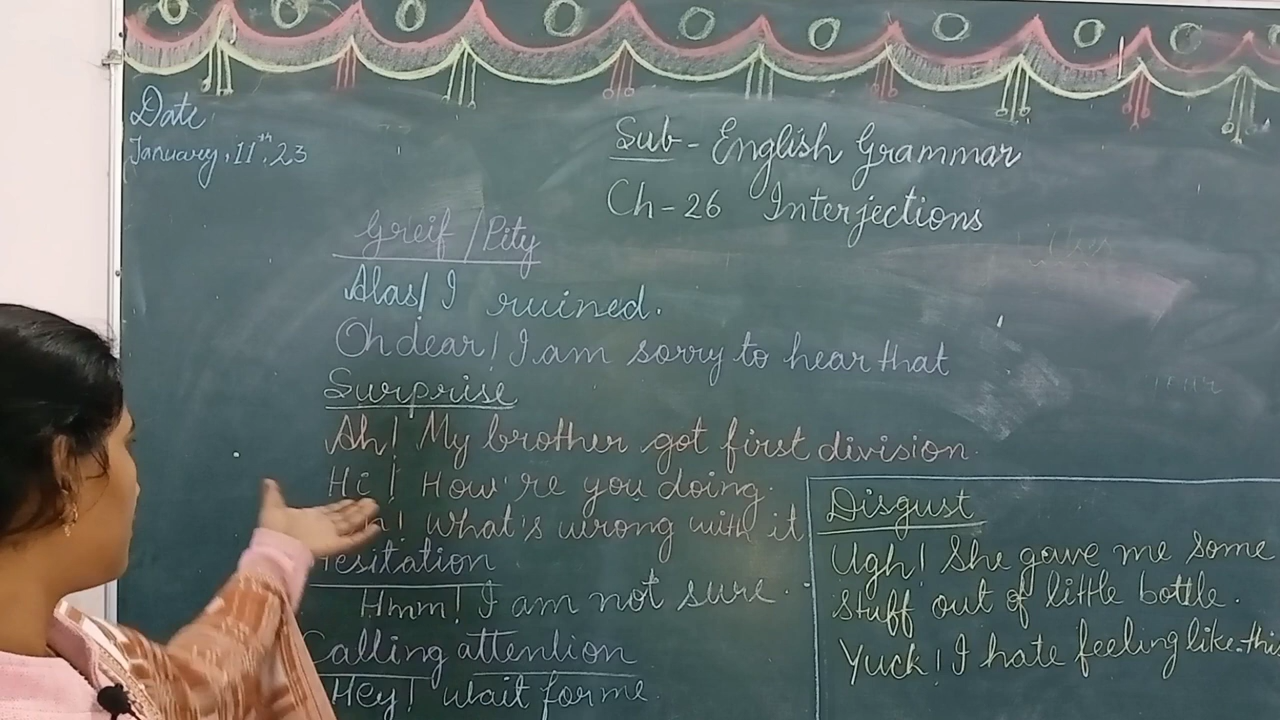 Date
January, 11th, 23
Sub - English Grammar
Ch-26 Interjections
Greif / Pity
Alas! I ruined.
Oh dear! I am sorry to hear that
Surprise
Ah! My brother got first division.
Hi! How're you doing.
What's wrong with it
Hesitation
Hmm! I am not sure.
Calling attention
Hey! wait for me.
Disgust
Ugh! She gave me some
stuff out of little bottle.
Yuck! I hate feeling like this